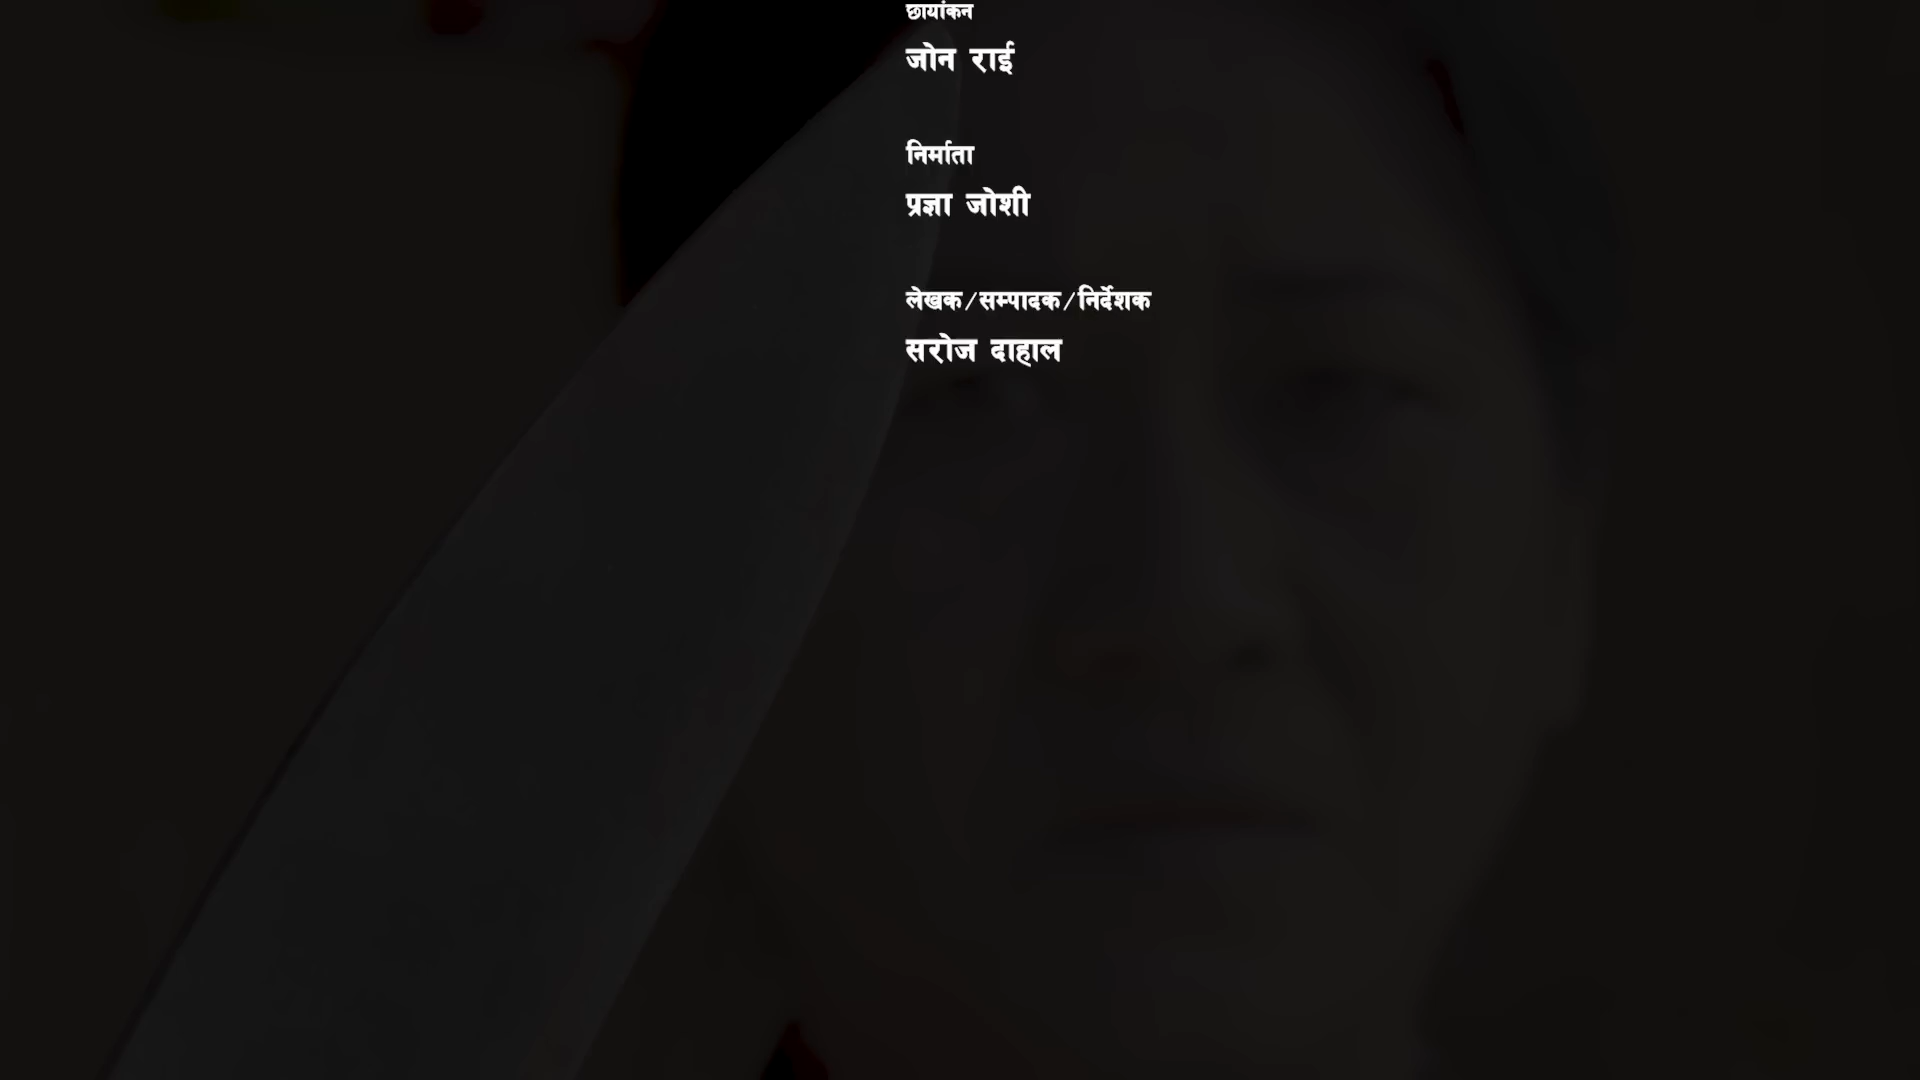 छायांकन
जोन राई
निर्माता
प्रज्ञा जोशी
लेखक/सम्पादक/निर्देशक
सरोज दाहाल